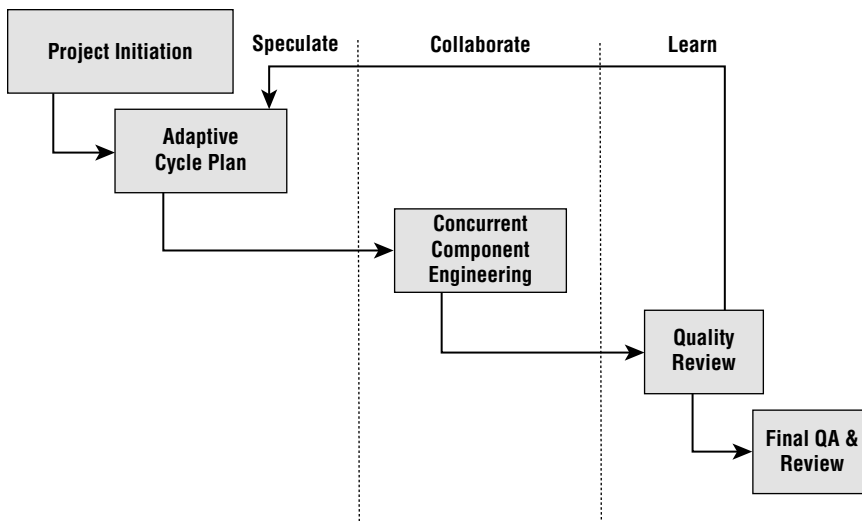 Project Initiation
Speculate
Collaborate
Learn
Adaptive
Cycle Plan
Concurrent
Component
Engineering
Quality
Review
Final QA &
Review